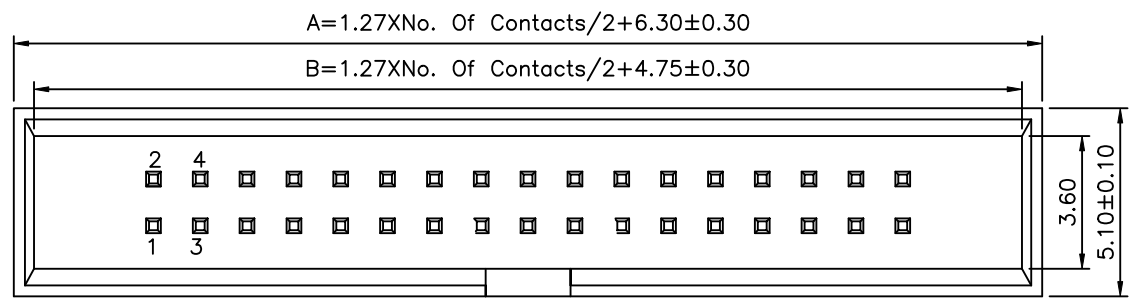 A=1.27XNo. Of Contacts/2+6.30±0.30
B=1.27XNo. Of Contacts/2+4.75±0.30
2 4
1 3
3.60
5.10±0.10